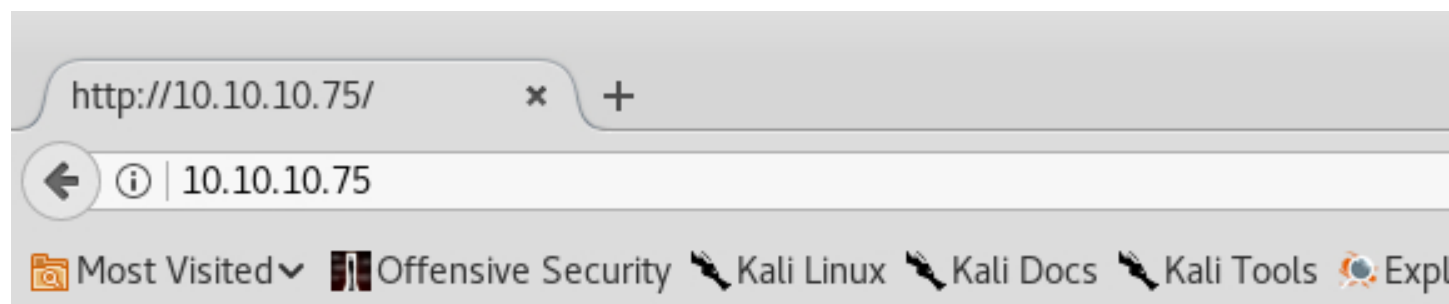 http://10.10.10.75/
10.10.10.75
Most Visited Offensive Security Kali Linux Kali Docs Kali Tools Expl